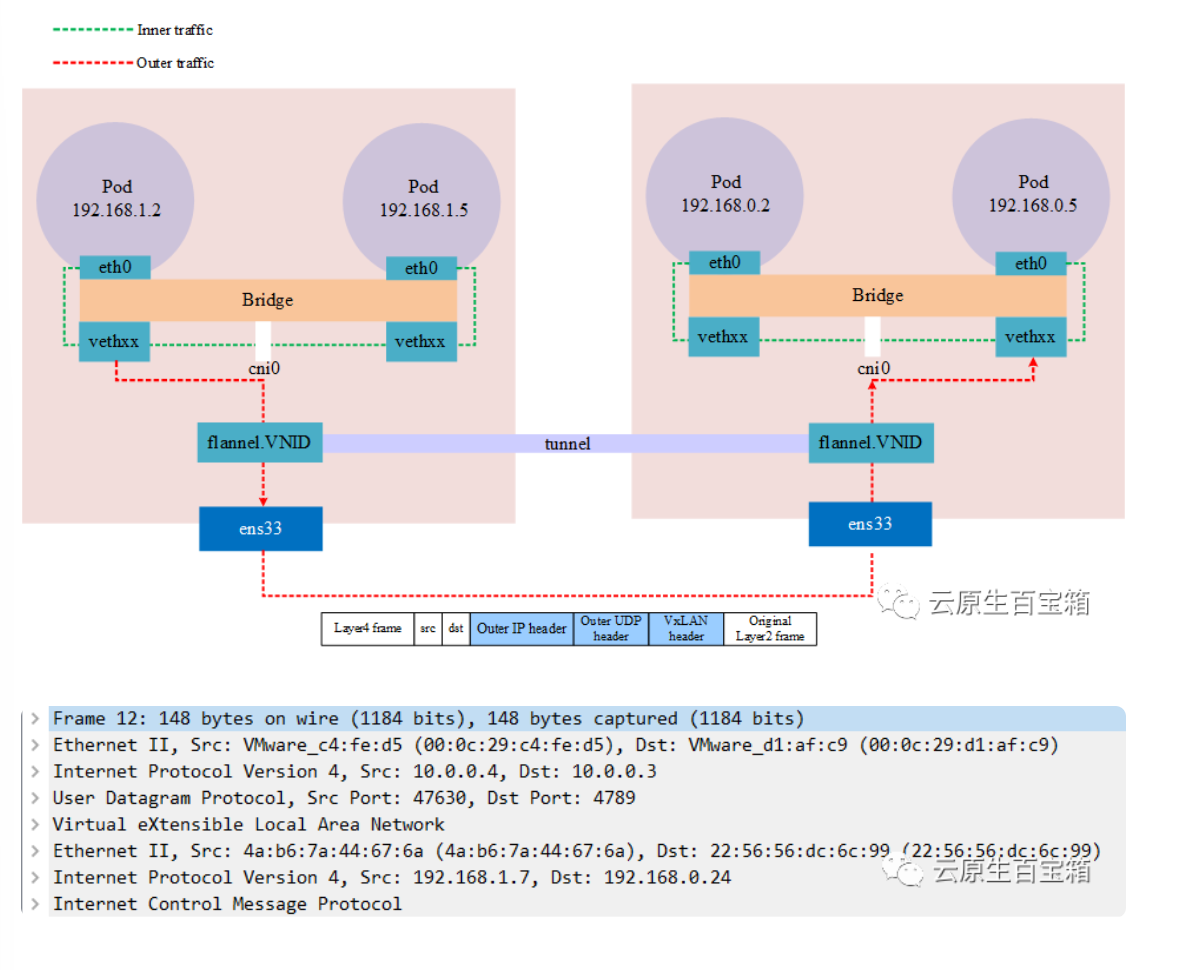 Inner traffic
Outer traffic
Pod
192.168.1.2
Pod
192.168.1.5
Pod
192.168.0.2
Pod
192.168.0.5
eth0
eth0
eth0
eth0
Bridge
Bridge
vethxx
vethxx
vethxx
vethxx
cni0
cni0
flannel.VNID
tunnel
flannel.VNID
ens33
ens33
云原生百宝箱
Layer4 frame
src
dst
Outer IP header
Outer UDP
header
VxLAN
header
Original
Layer2 frame
Frame 12: 148 bytes on wire (1184 bits), 148 bytes captured (1184 bits)
Ethernet II, Src: VMware_c4:fe:d5 (00:0c:29:c4:fe:d5), Dst: VMware_d1:af:c9 (00:0c:29:d1:af:c9)
Internet Protocol Version 4, Src: 10.0.0.4, Dst: 10.0.0.3
User Datagram Protocol, Src Port: 47630, Dst Port: 4789
Virtual eXtensible Local Area Network
Ethernet II, Src: 4a:b6:7a:44:67:6a (4a:b6:7a:44:67:6a), Dst: 22:56:56:dc:6c:99 (22:56:56:dc:6c:99)
Internet Protocol Version 4, Src: 192.168.1.7, Dst: 192.168.0.24
云原生百宝箱
Internet Control Message Protocol